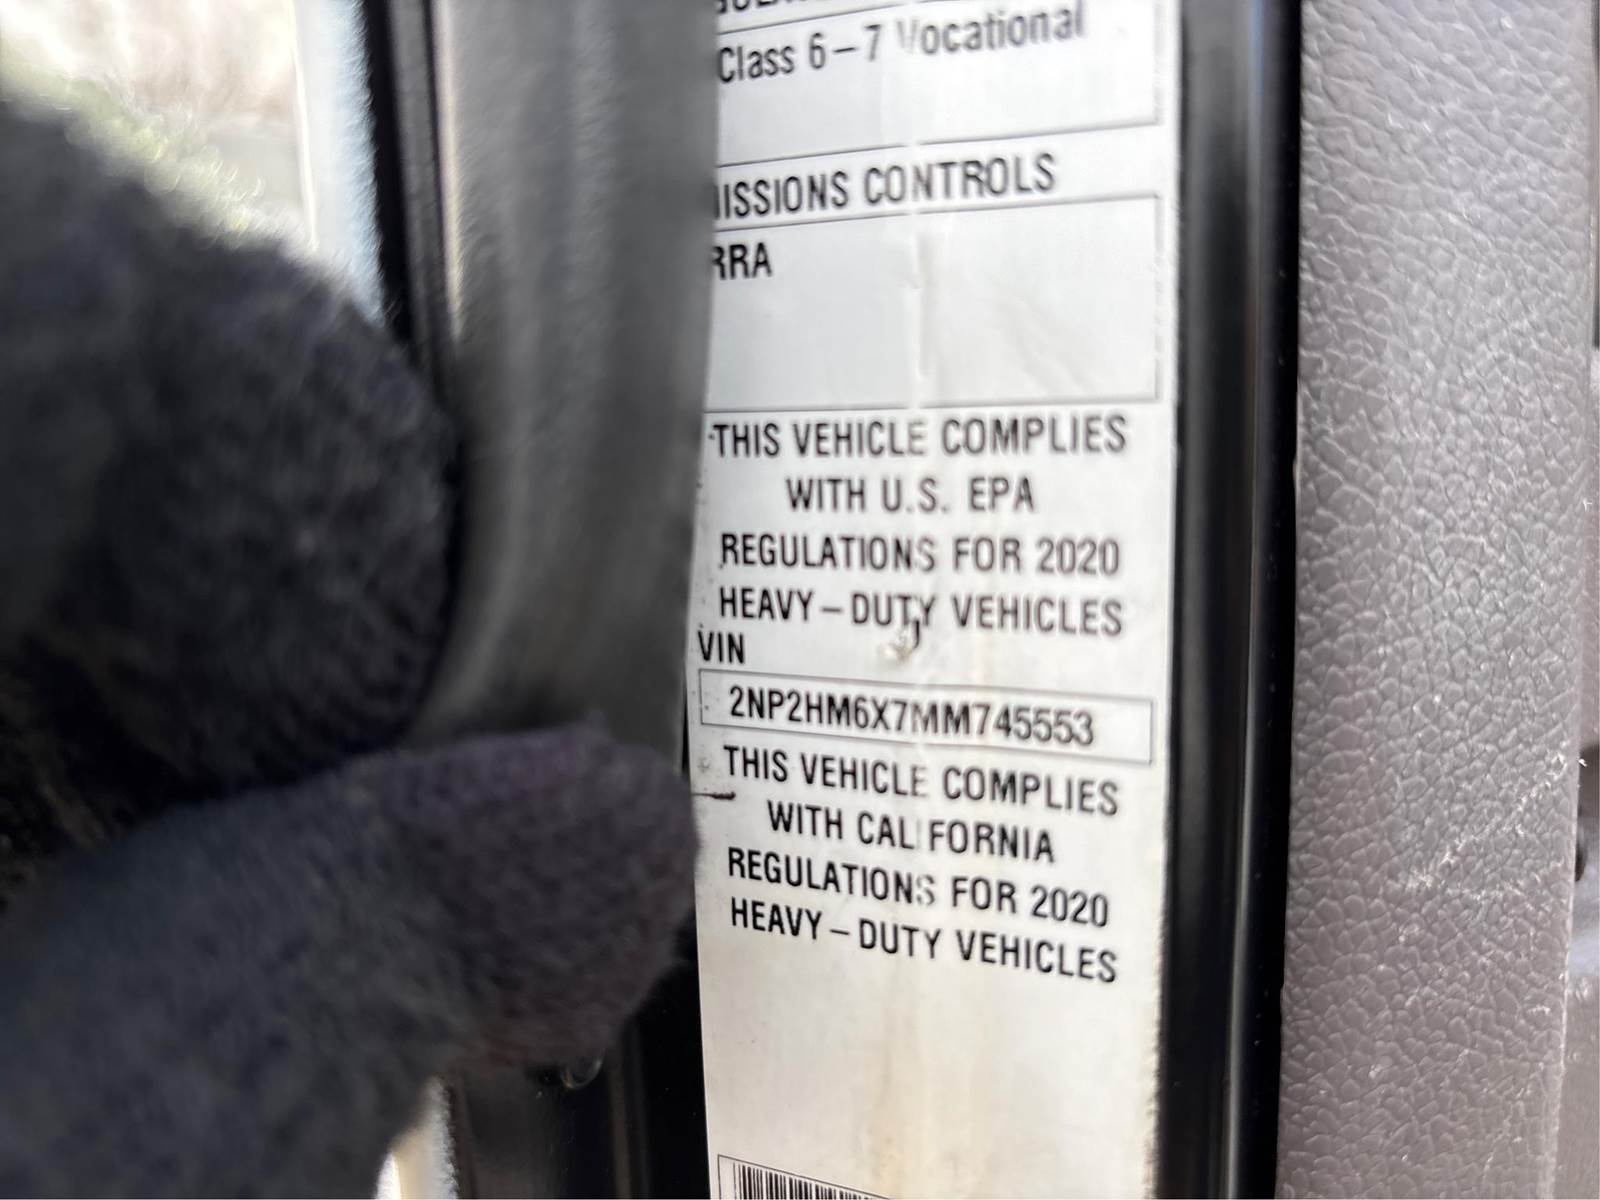 Class 6–7 Vocational
ISSIONS CONTROLS
RRA
THIS VEHICLE COMPLIES
WITH U.S. EPA
REGULATIONS FOR 2020
HEAVY–DUTY VEHICLES
VIN
2NP2HM6X7MM745553
THIS VEHICLE COMPLIES
WITH CALIFORNIA
REGULATIONS FOR 2020
HEAVY–DUTY VEHICLES